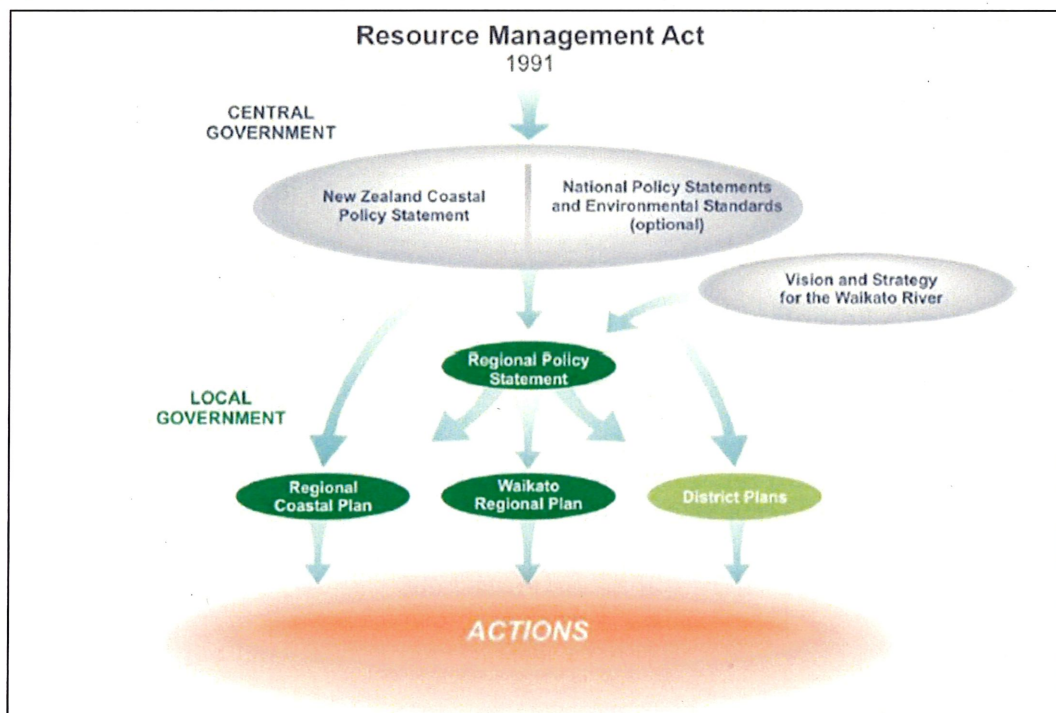 Resource Management Act
1991
CENTRAL
GOVERNMENT
New Zealand Coastal
Policy Statement
National Policy Statements
and Environmental Standards
(optional)
Vision and Strategy
for the Waikato River
Regional Policy
Statement
LOCAL
GOVERNMENT
Regional
Coastal Plan
Waikato
Regional Plan
District Plans
ACTIONS